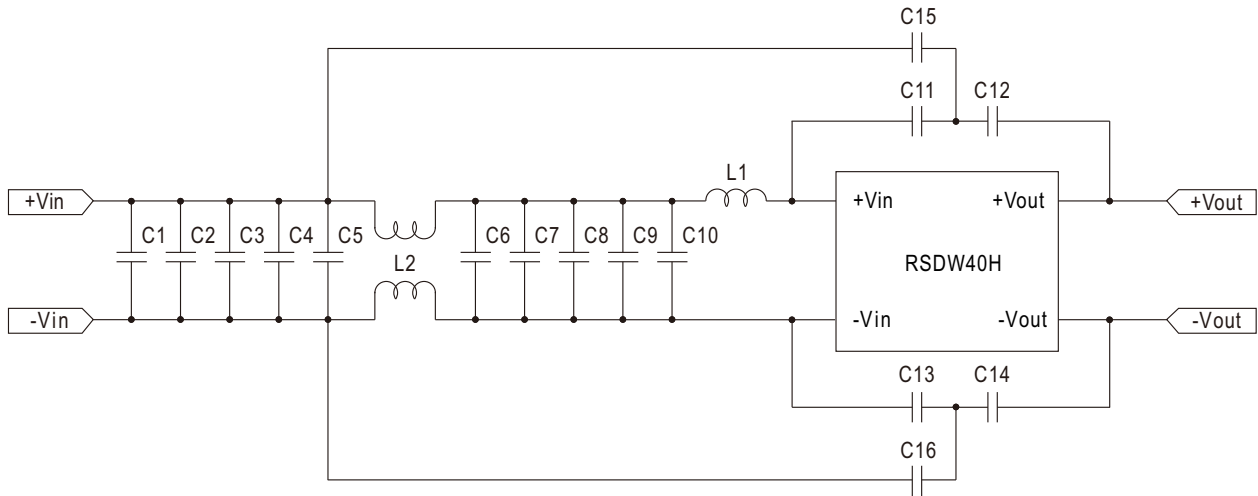 C15
C11
C12
L1
+Vin
+Vin
+Vout
+Vout
C1
C2
C3
C4
C5
C6
C7
C8
C9
C10
L2
RSDW40H
-Vin
-Vin
-Vout
-Vout
C13
C14
C16